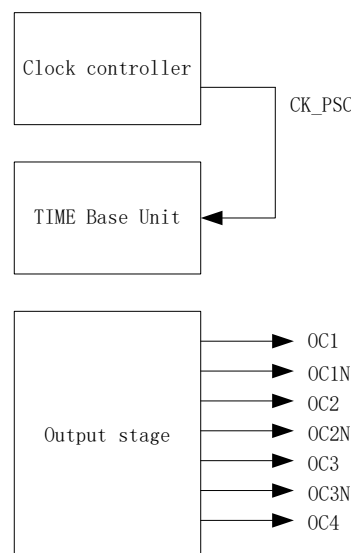 Clock controller
CK_PSC
TIME Base Unit
Output stage
OC1
OC1N
OC2
OC2N
OC3
OC3N
OC4